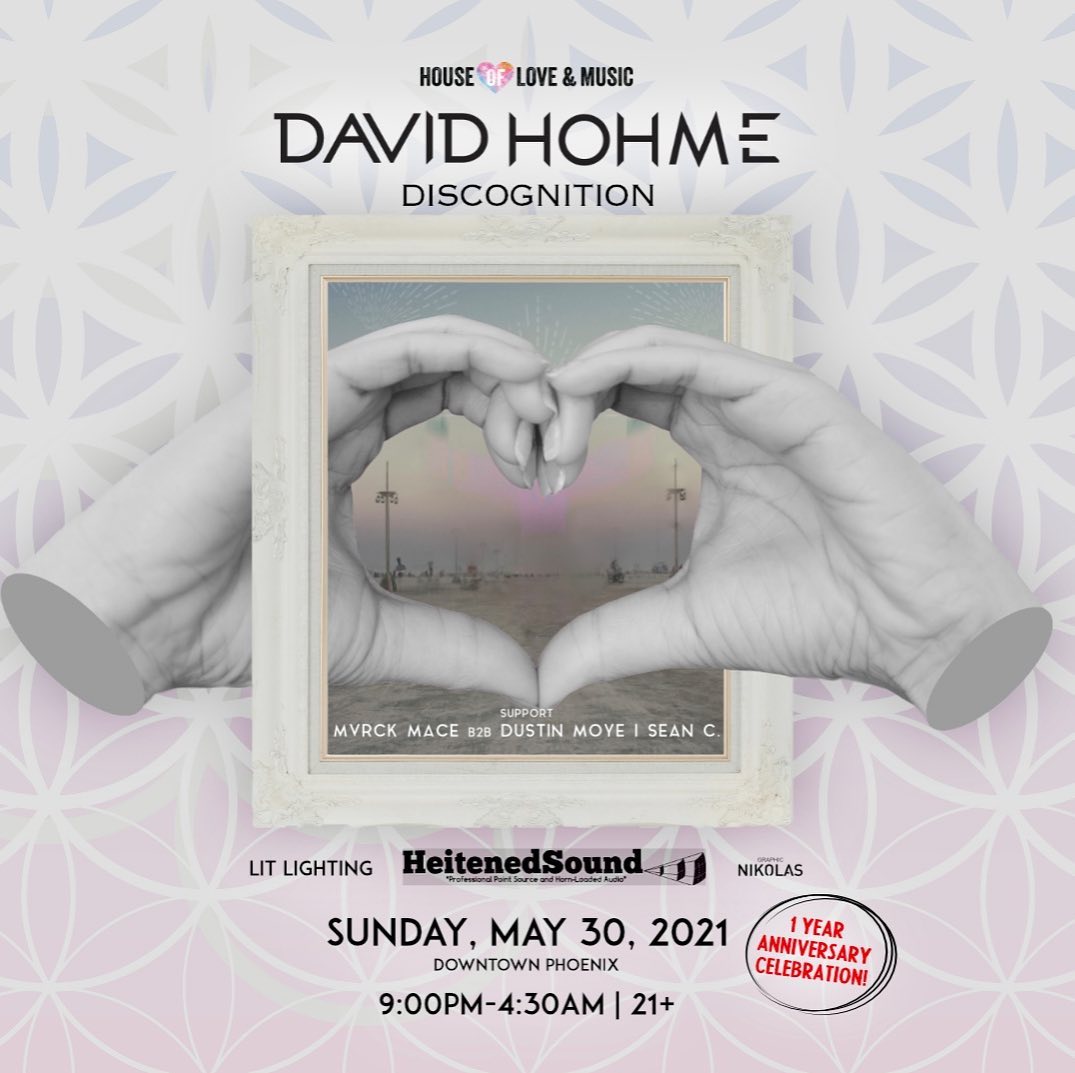 HOUSE OF LOVE & MUSIC
DAVID HOHME
DISCOGNITION
SUPPORT
MVRCK MACE B2B DUSTIN MOYE | SEAN C.
LIT LIGHTING
HeitenedSound
"Professional Point Source and Horn-Loaded Audio"
GRAPHIC
NIKOLAS
SUNDAY, MAY 30, 2021
DOWNTOWN PHOENIX
9:00PM-4:30AM | 21+
1 YEAR
ANNIVERSARY
CELEBRATION!